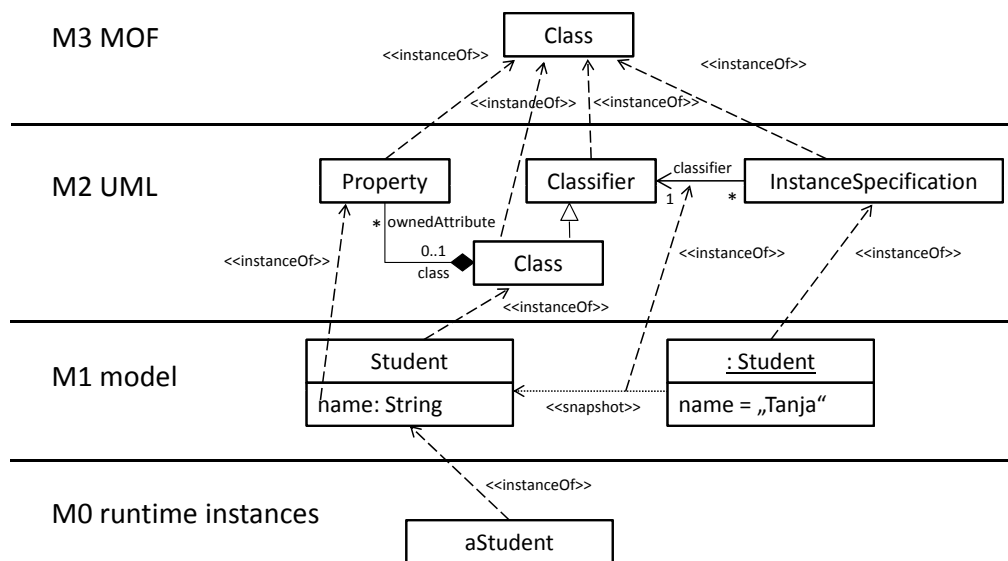 M3 MOF
Class
<<instanceOf>>
<<instanceOf>>
<<instanceOf>>
<<instanceOf>>
M2 UML
Property
Classifier
classifier
1
*
InstanceSpecification
* ownedAttribute
0..1
class
Class
<<instanceOf>>
<<instanceOf>>
<<instanceOf>>
<<instanceOf>>
M1 model
Student
name: String
<<snapshot>>
: Student
name = „Tanja“
M0 runtime instances
<<instanceOf>>
aStudent